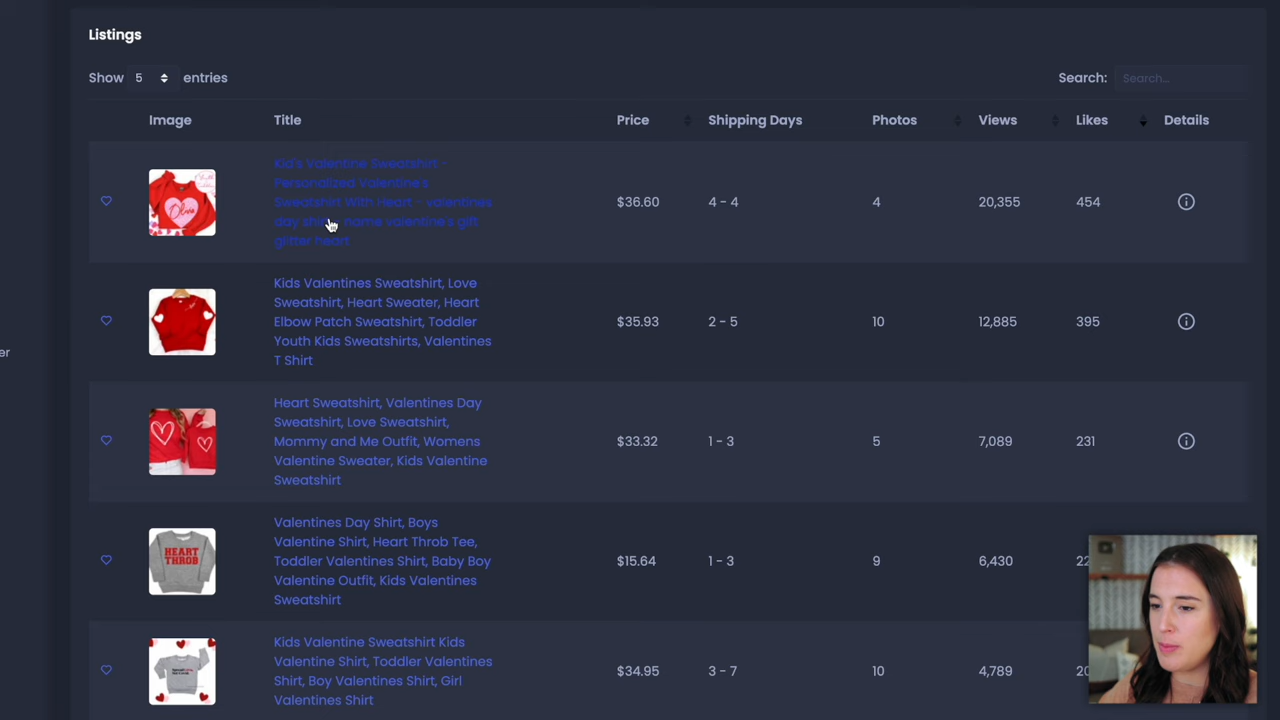 Listings
Show 5 entries Search: Search...
Image Title Price Shipping Days Photos Views Likes Details
Kid's Valentine Sweatshirt -
Personalized Valentine's
Sweatshirt With Heart - valentines
day shirt - name valentine's gift
glitter heart
$36.60 4 - 4 4 20,355 454
Kids Valentines Sweatshirt, Love
Sweatshirt, Heart Sweater, Heart
Elbow Patch Sweatshirt, Toddler
Youth Kids Sweatshirts, Valentines
T Shirt
$35.93 2 - 5 10 12,885 395
er
Heart Sweatshirt, Valentines Day
Sweatshirt, Love Sweatshirt,
Mommy and Me Outfit, Womens
Valentine Sweater, Kids Valentine
Sweatshirt
$33.32 1 - 3 5 7,089 231
HEART
THROB
Valentines Day Shirt, Boys
Valentine Shirt, Heart Throb Tee,
Toddler Valentines Shirt, Baby Boy
Valentine Outfit, Kids Valentines
Sweatshirt
$15.64 1 - 3 9 6,430 22
Kids Valentine Sweatshirt Kids
Valentine Shirt, Toddler Valentines
Shirt, Boy Valentines Shirt, Girl
Valentines Shirt
$34.95 3 - 7 10 4,789 20